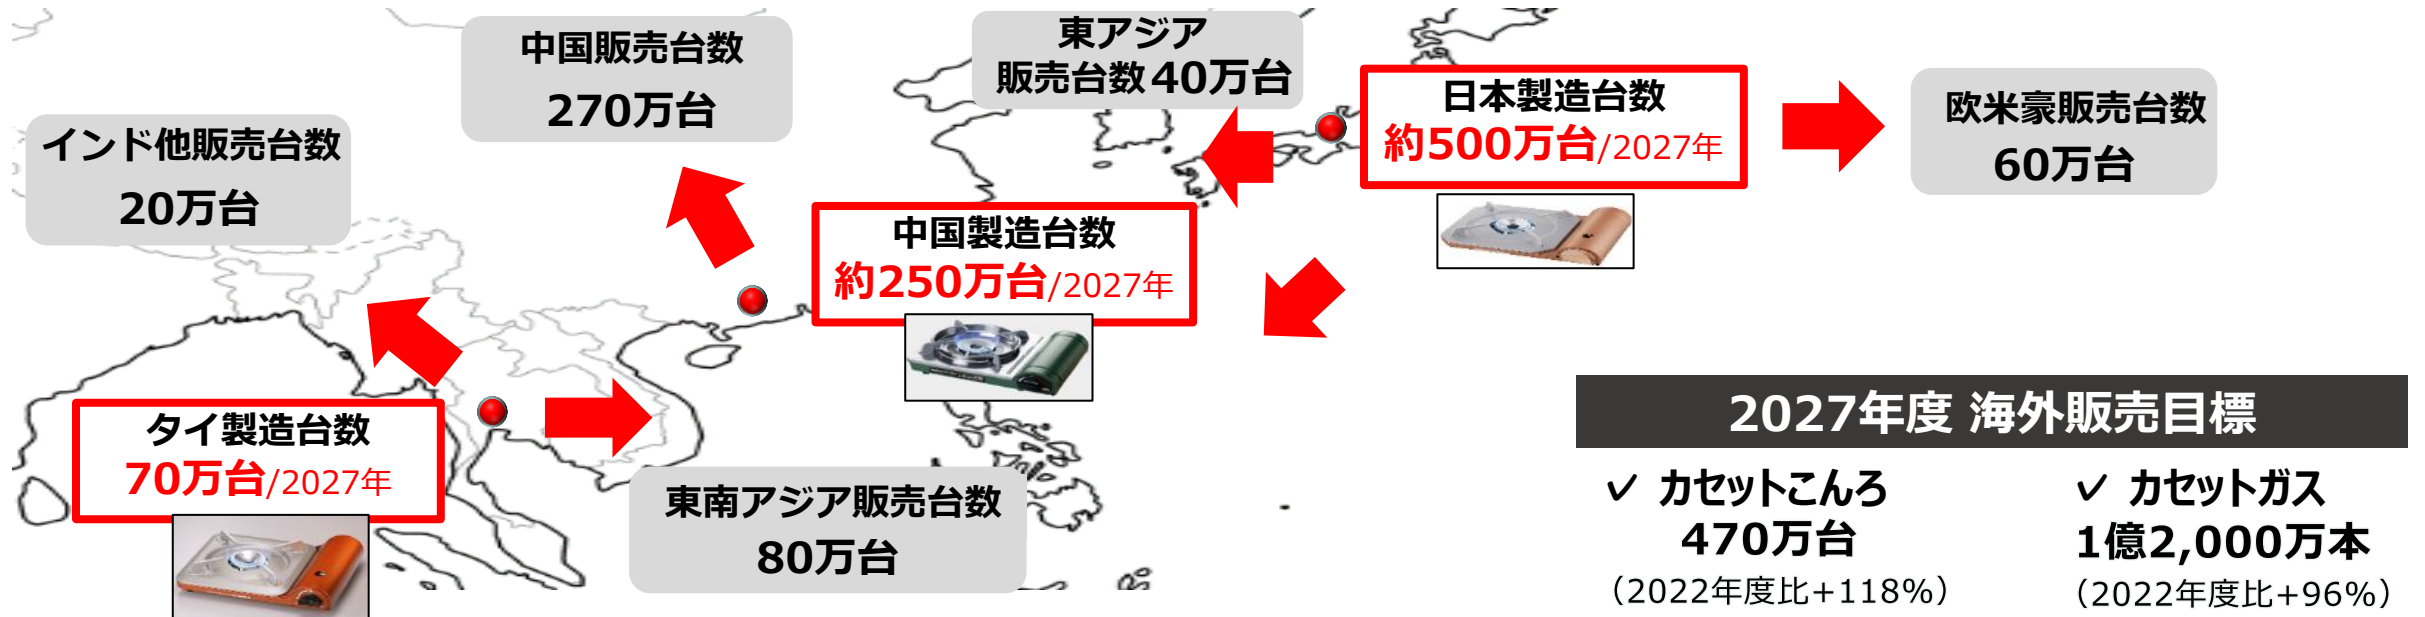 中国販売台数
270万台
東アジア
販売台数 40万台
日本製造台数
約500万台/2027年
欧米豪販売台数
60万台
インド他販売台数
20万台
中国製造台数
約250万台/2027年
タイ製造台数
70万台/2027年
東南アジア販売台数
80万台
2027年度 海外販売目標
✓ カセットこんろ
470万台
（2022年度比+118%）
✓ カセットガス
1億2,000万本
（2022年度比+96%）